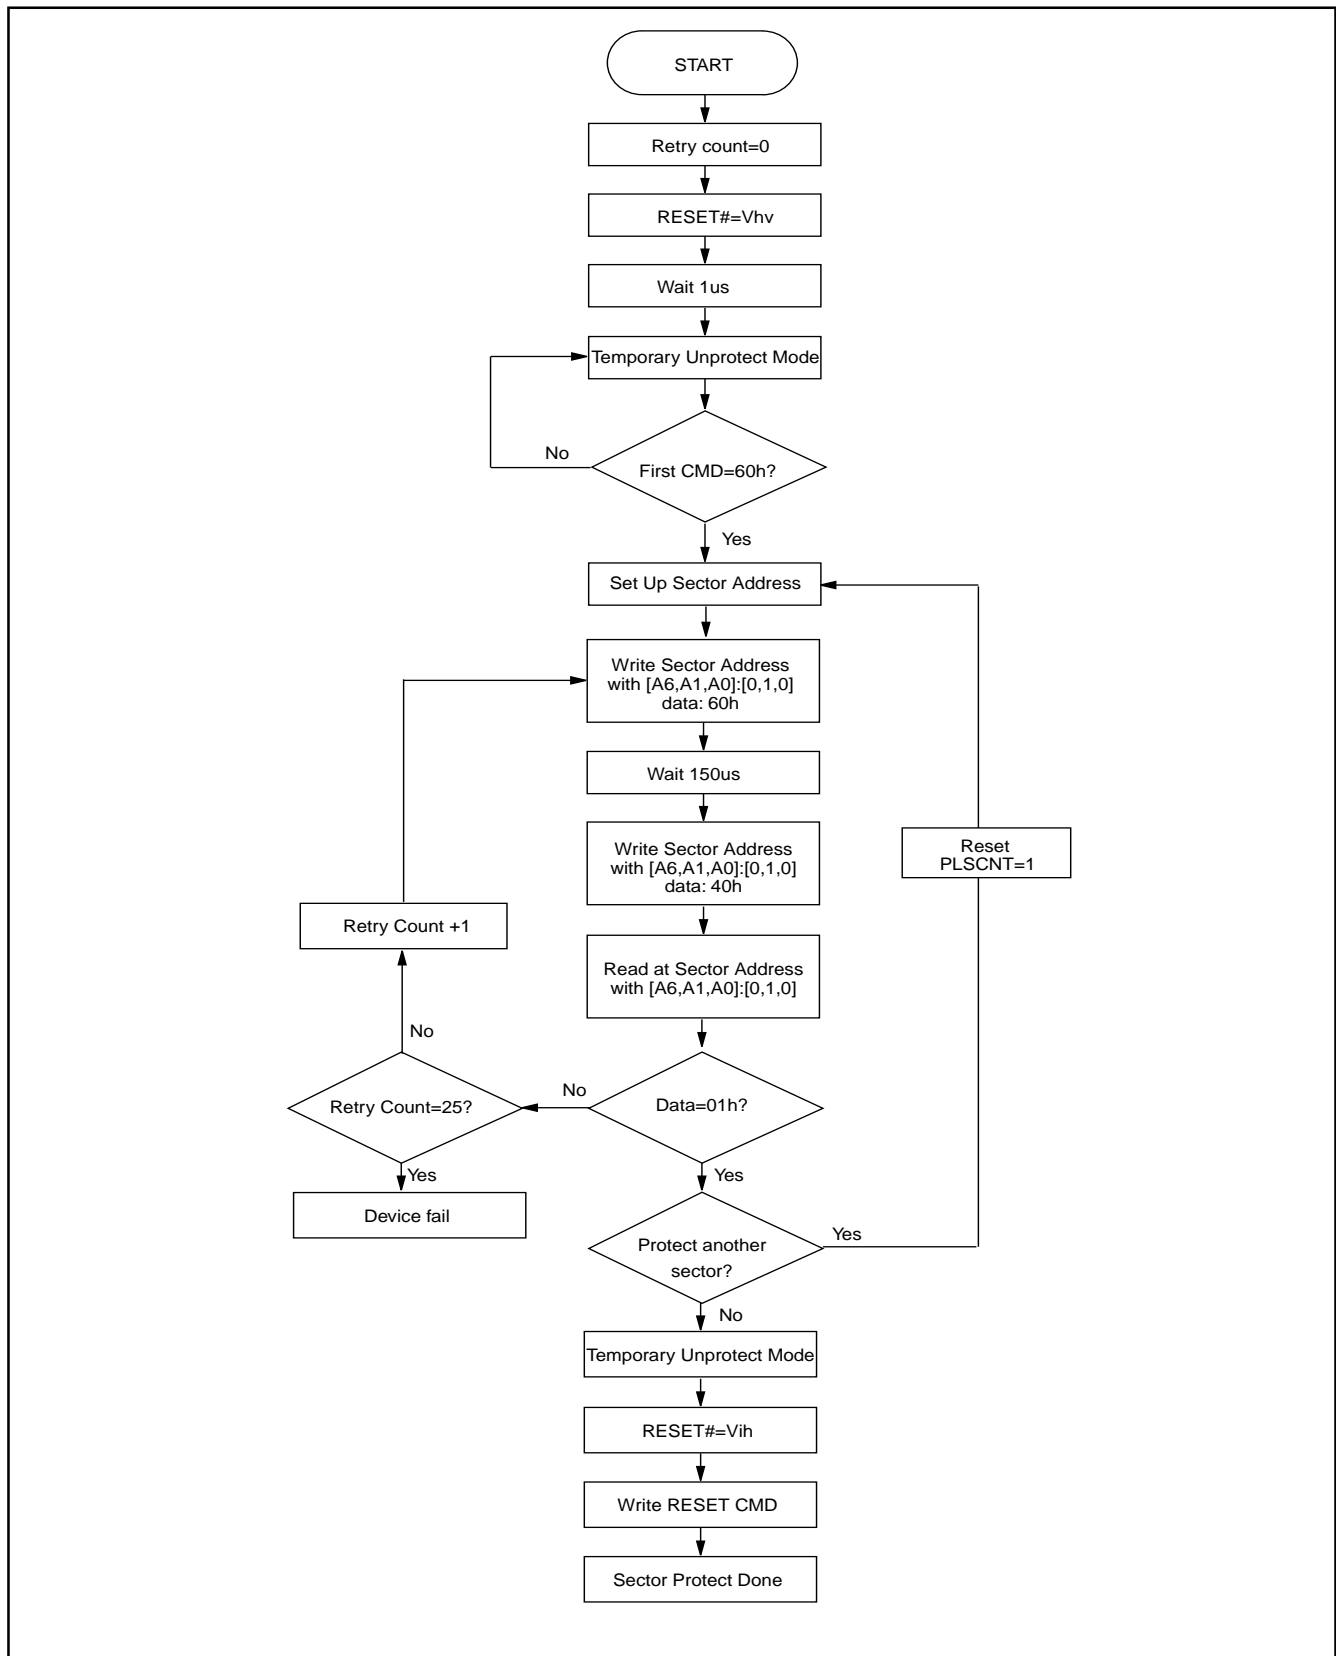 START
Retry count=0
RESET#=Vhv
Wait 1us
Temporary Unprotect Mode
No
First CMD=60h?
Yes
Set Up Sector Address
Write Sector Address
with [A6,A1,A0]:[0,1,0]
data: 60h
Wait 150us
Write Sector Address
with [A6,A1,A0]:[0,1,0]
data: 40h
Reset
PLSCNT=1
Retry Count +1
Read at Sector Address
with [A6,A1,A0]:[0,1,0]
No
No
Retry Count=25?
Data=01h?
Yes
Yes
Device fail
Yes
Protect another
sector?
No
Temporary Unprotect Mode
RESET#=Vih
Write RESET CMD
Sector Protect Done